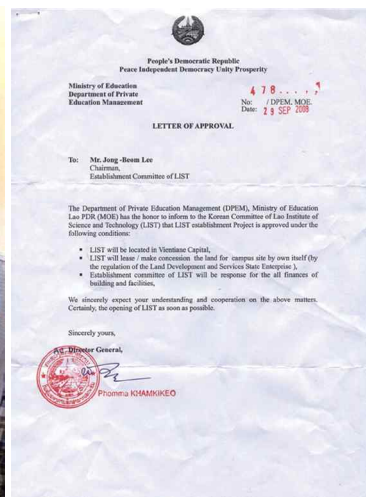 People's Democratic Republic
Peace Independent Democracy Unity Prosperity
Ministry of Education
Department of Private
Education Management
478
No: / DPEM. MOE.
Date: 29 SEP 2008
LETTER OF APPROVAL
To: Mr. Jong -Beom Lee
Chairman,
Establishment Committee of LIST
The Department of Private Education Management (DPEM), Ministry of Education
Lao PDR (MOE) has the honor to inform to the Korean Committee of Lao Institute of
Science and Technology (LIST) that LIST establishment Project is approved under the
following conditions:
▪ LIST will be located in Vientiane Capital,
▪ LIST will lease / make concession the land for campus site by own itself (by
the regulation of the Land Development and Services State Enterprise ),
▪ Establishment committee of LIST will be response for the all finances of
building and facilities,
We sincerely expect your understanding and cooperation on the above matters.
Certainly, the opening of LIST as soon as possible.
Sincerely yours,
Director General,
Phomma KHAMKIKEO